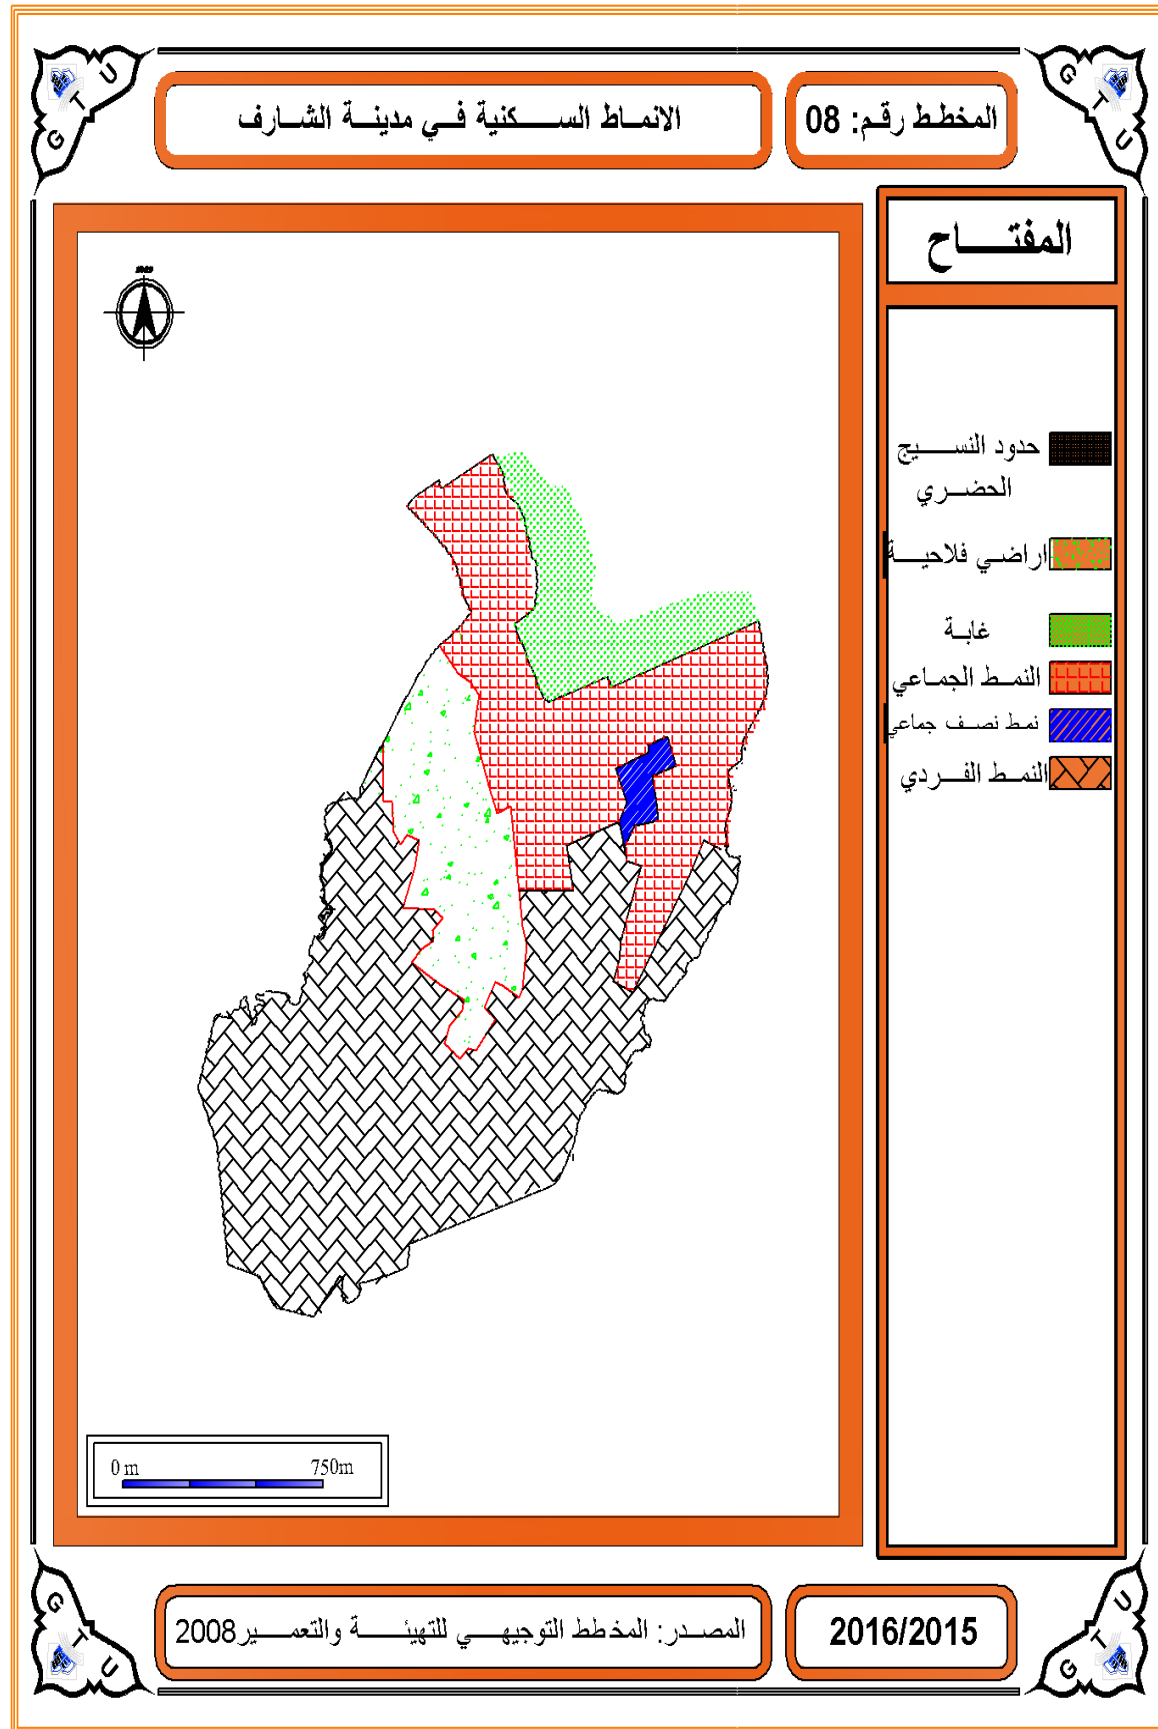 المخطط رقم: 08
الانماط السكنية في مدينة الشارف
المفتاح
حدود النسيج
الحضري
اراضي فلاحية
غابة
النمط الجماعي
نمط نصف جماعي
النمط الفردي
0 m 750m
2016/2015
المصدر: المخطط التوجيهي للتهيئة والتعمير2008
G T U
G T U
G T U
G T U